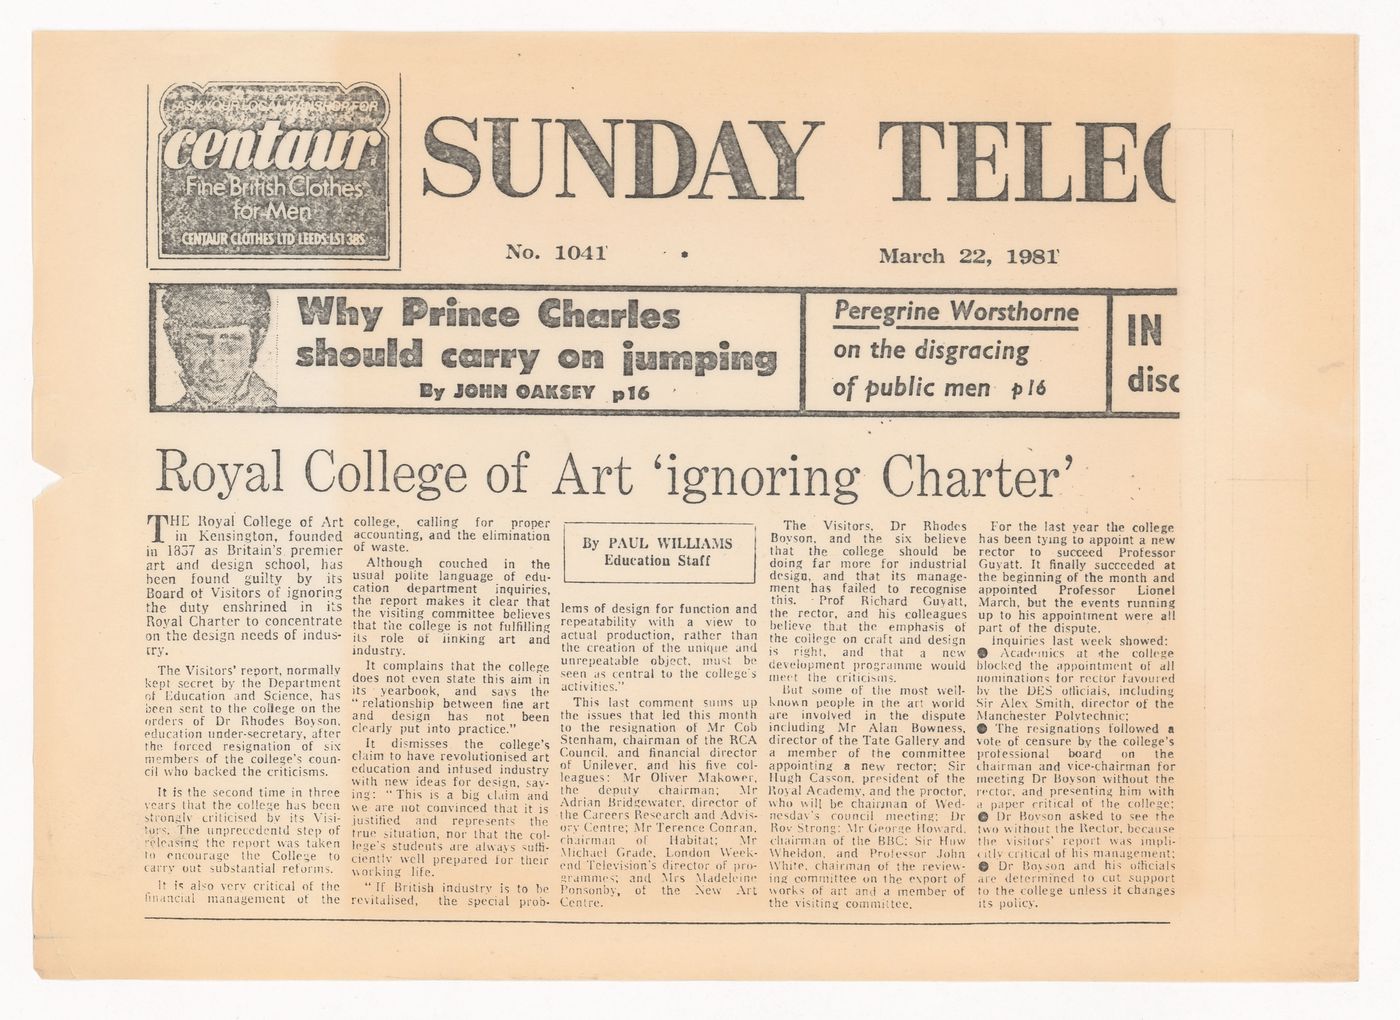 ASK YOUR LOCAL MANSHOP FOR
centaur
Fine British Clothes
for Men
CENTAUR CLOTHES LTD LEEDS LS1 3BS
SUNDAY TELEG
No. 1041
March 22, 1981
Why Prince Charles
should carry on jumping
By JOHN OAKSEY p16
Peregrine Worsthorne
on the disgracing
of public men p16
IN
disc
Royal College of Art ‘ignoring Charter’
THE Royal College of Art
in Kensington, founded
in 1837 as Britain's premier
art and design school, has
been found guilty by its
Board of Visitors of ignoring
the duty enshrined in its
Royal Charter to concentrate
on the design needs of indus-
try.
The Visitors' report, normally
kept secret by the Department
of Education and Science, has
been sent to the college on the
orders of Dr Rhodes Boyson,
education under-secretary, after
the forced resignation of six
members of the college's coun-
cil who backed the criticisms.
It is the second time in three
years that the college has been
strongly criticised by its Visi-
tors. The unprecedentd step of
releasing the report was taken
to encourage the College to
carry out substantial reforms.
It is also very critical of the
financial management of the
college, calling for proper
accounting, and the elimination
of waste.
Although couched in the
usual polite language of edu-
cation department inquiries,
the report makes it clear that
the visiting committee believes
that the college is not fulfilling
its role of linking art and
industry.
It complains that the college
does not even state this aim in
its yearbook, and says the
“relationship between fine art
and design has not been
clearly put into practice.”
It dismisses the college's
claim to have revolutionised art
education and infused industry
with new ideas for design, say-
ing: “This is a big claim and
we are not convinced that it is
justified and represents the
true situation, nor that the col-
lege's students are always suffi-
ciently well prepared for their
working life.
“If British industry is to be
revitalised, the special prob-
By PAUL WILLIAMS
Education Staff
lems of design for function and
repeatability with a view to
actual production, rather than
the creation of the unique and
unrepeatable object, must be
seen as central to the college's
activities.”
This last comment sums up
the issues that led this month
to the resignation of Mr Cob
Stenham, chairman of the RCA
Council, and financial director
of Unilever, and his five col-
leagues: Mr Oliver Makower,
the deputy chairman; Mr
Adrian Bridgewater, director of
the Careers Research and Advis-
ory Centre; Mr Terence Conran,
chairman of Habitat; Mr
Michael Grade, London Week-
end Television's director of pro-
grammes; and Mrs Madeleine
Ponsonby, of the New Art
Centre.
The Visitors, Dr Rhodes
Boyson, and the six believe
that the college should be
doing far more for industrial
design, and that its manage-
ment has failed to recognise
this. Prof Richard Guyatt,
the rector, and his colleagues
believe that the emphasis of
the college on craft and design
is right, and that a new
development programme would
meet the criticisms.
But some of the most well-
known people in the art world
are involved in the dispute
including Mr Alan Bowness,
director of the Tate Gallery and
a member of the committee
appointing a new rector; Sir
Hugh Casson, president of the
Royal Academy, and the proctor,
who will be chairman of Wed-
nesday's council meeting; Dr
Roy Strong; Mr George Howard,
chairman of the BBC; Sir Huw
Wheldon, and Professor John
White, chairman of the review-
ing committee on the export of
works of art and a member of
the visiting committee.
For the last year the college
has been tying to appoint a new
rector to succeed Professor
Guyatt. It finally succeeded at
the beginning of the month and
appointed Professor Lionel
March, but the events running
up to his appointment were all
part of the dispute.
Inquiries last week showed:
● Academics at the college
blocked the appointment of all
nominations for rector favoured
by the DES officials, including
Sir Alex Smith, director of the
Manchester Polytechnic;
● The resignations followed a
vote of censure by the college's
professional board on the
chairman and vice-chairman for
meeting Dr Boyson without the
rector, and presenting him with
a paper critical of the college;
● Dr Boyson asked to see the
two without the Rector, because
the visitors' report was impli-
citly critical of his management;
● Dr Boyson and his officials
are determined to cut support
to the college unless it changes
its policy.